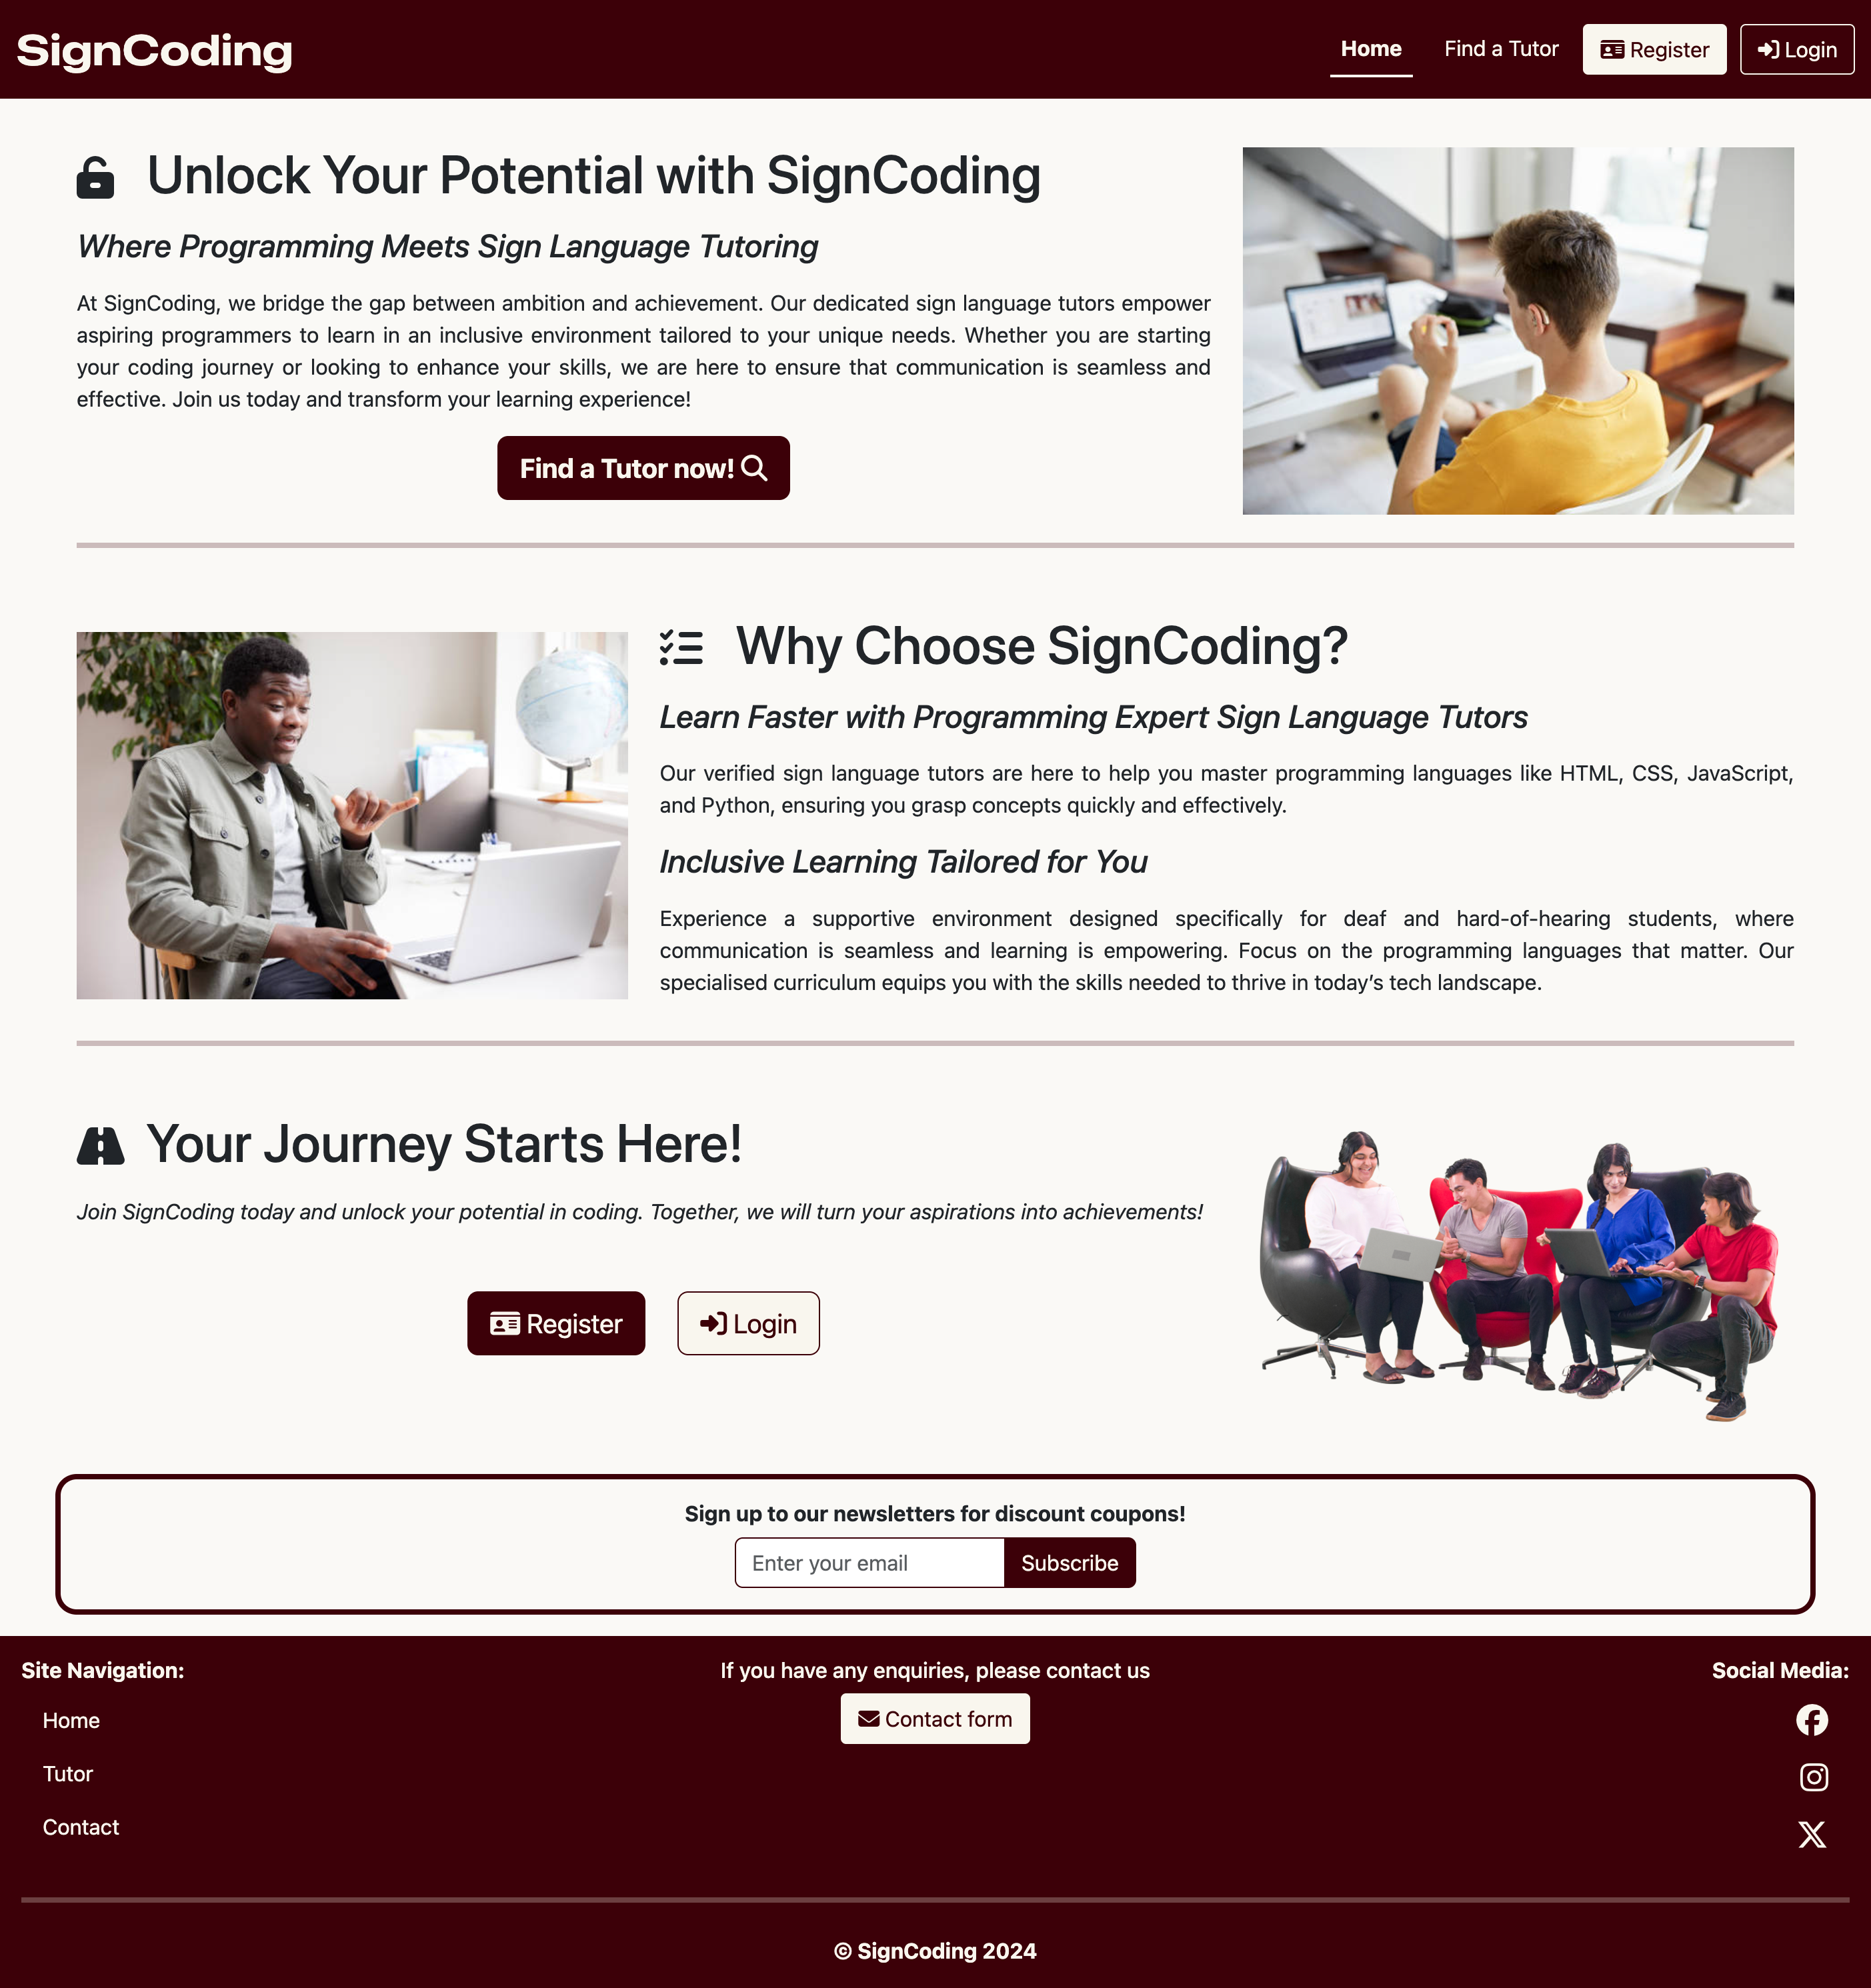 SignCoding
Home
Find a Tutor
Register
Login
Unlock Your Potential with SignCoding
Where Programming Meets Sign Language Tutoring
At SignCoding, we bridge the gap between ambition and achievement. Our dedicated sign language tutors empower
aspiring programmers to learn in an inclusive environment tailored to your unique needs. Whether you are starting
your coding journey or looking to enhance your skills, we are here to ensure that communication is seamless and
effective. Join us today and transform your learning experience!
Find a Tutor now!
Why Choose SignCoding?
Learn Faster with Programming Expert Sign Language Tutors
Our verified sign language tutors are here to help you master programming languages like HTML, CSS, JavaScript,
and Python, ensuring you grasp concepts quickly and effectively.
Inclusive Learning Tailored for You
Experience a supportive environment designed specifically for deaf and hard-of-hearing students, where
communication is seamless and learning is empowering. Focus on the programming languages that matter. Our
specialised curriculum equips you with the skills needed to thrive in today’s tech landscape.
Your Journey Starts Here!
Join SignCoding today and unlock your potential in coding. Together, we will turn your aspirations into achievements!
Register
Login
Sign up to our newsletters for discount coupons!
Enter your email
Subscribe
Site Navigation:
Home
Tutor
Contact
If you have any enquiries, please contact us
Contact form
Social Media:
© SignCoding 2024